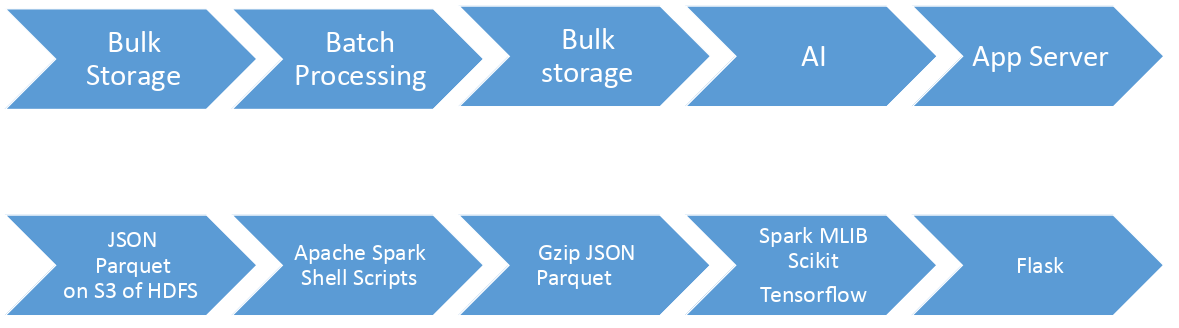 Bulk
Storage
Batch
Processing
Bulk
storage
AI
App Server
JSON
Parquet
on S3 of HDFS
Apache Spark
Shell Scripts
Gzip JSON
Parquet
Spark MLIB
Scikit
Tensorflow
Flask